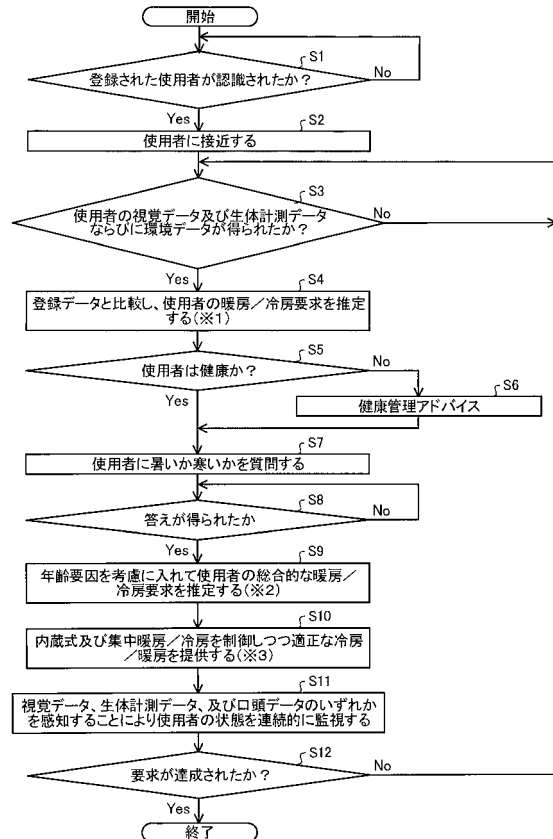 開始
S1
登録された使用者が認識されたか？
No
Yes
S2
使用者に接近する
S3
使用者の視覚データ及び生体計測データ
ならびに環境データが得られたか？
No
Yes
S4
登録データと比較し、使用者の暖房／冷房要求を推定
する(※1)
S5
使用者は健康か？
No
Yes
S6
健康管理アドバイス
S7
使用者に暑いか寒いかを質問する
S8
答えが得られたか
No
Yes
S9
年齢要因を考慮に入れて使用者の総合的な暖房／
冷房要求を推定する(※2)
S10
内蔵式及び集中暖房／冷房を制御しつつ適正な冷房
／暖房を提供する(※3)
S11
視覚データ、生体計測データ、及び口頭データのいずれか
を感知することにより使用者の状態を連続的に監視する
S12
要求が達成されたか？
No
Yes
終了